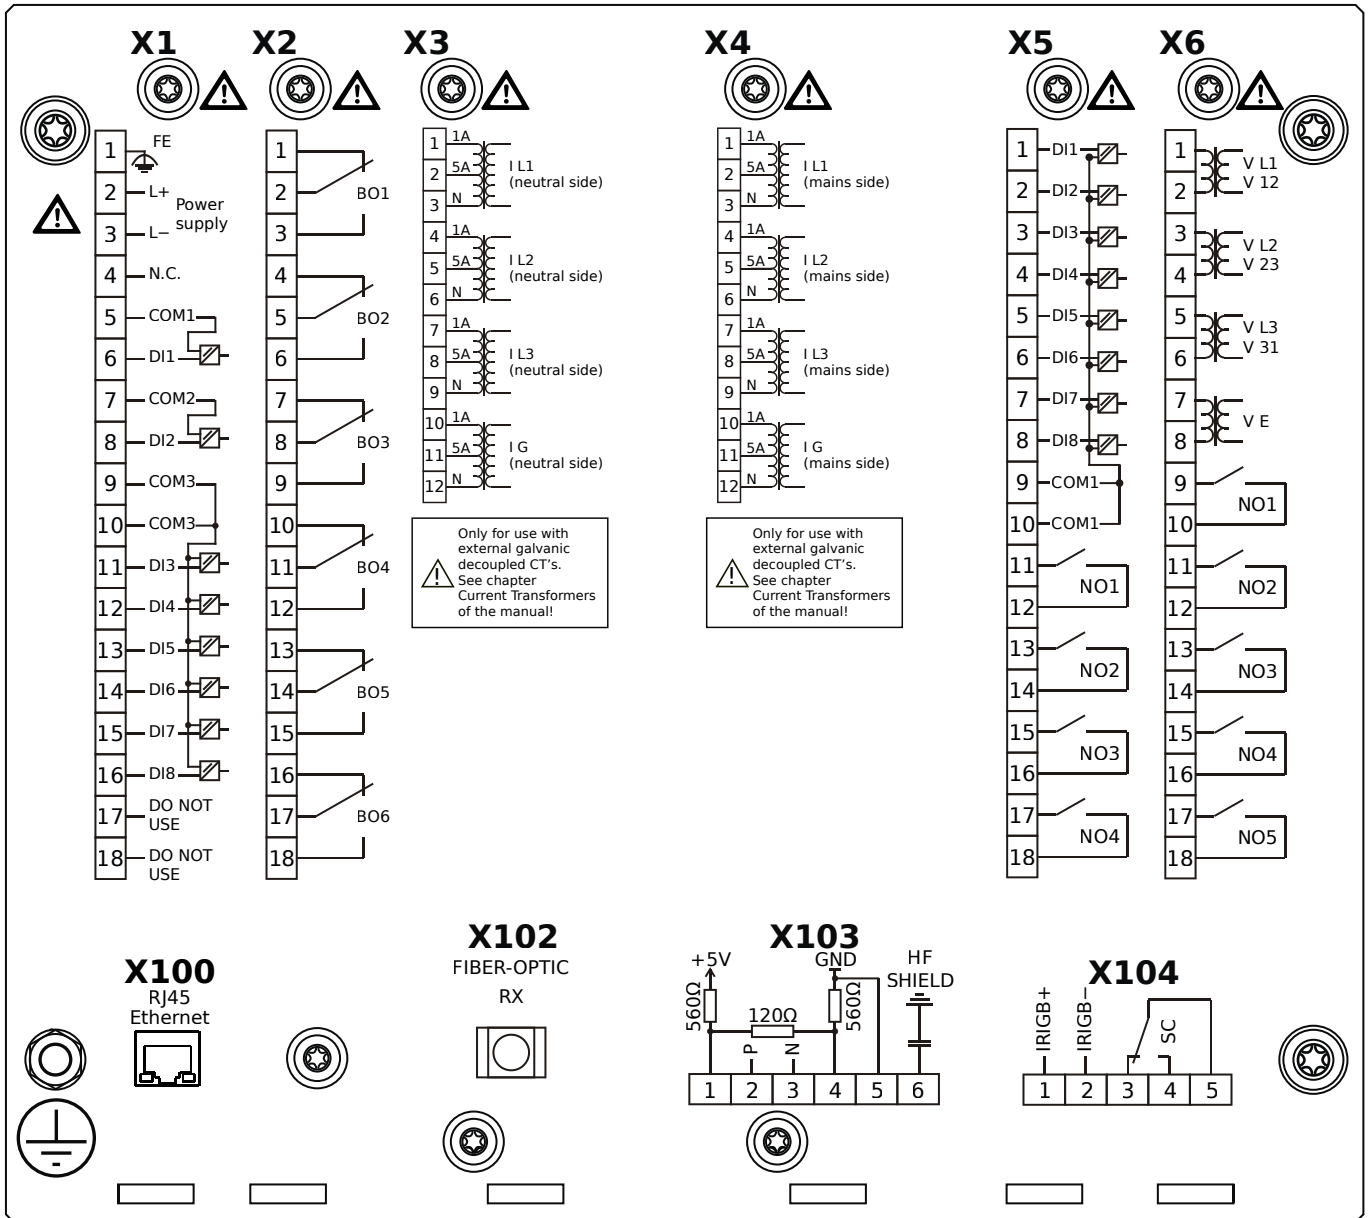 X1
X2
X3
X4
X5
X6
1 FE
2 L+ Power
supply
3 L−
4 N.C.
5 COM1
6 DI1
7 COM2
8 DI2
9 COM3
10 COM3
11 DI3
12 DI4
13 DI5
14 DI6
15 DI7
16 DI8
17 DO NOT
USE
18 DO NOT
USE
1
2 BO1
3
4
5 BO2
6
7
8 BO3
9
10
11 BO4
12
13
14 BO5
15
16
17 BO6
18
1 1A
2 5A I L1
(neutral side)
3 N
4 1A
5 5A I L2
(neutral side)
6 N
7 1A
8 5A I L3
(neutral side)
9 N
10 1A
11 5A I G
(neutral side)
12 N
Only for use with
external galvanic
decoupled CT’s.
See chapter
Current Transformers
of the manual!
1 1A
2 5A I L1
(mains side)
3 N
4 1A
5 5A I L2
(mains side)
6 N
7 1A
8 5A I L3
(mains side)
9 N
10 1A
11 5A I G
(mains side)
12 N
Only for use with
external galvanic
decoupled CT’s.
See chapter
Current Transformers
of the manual!
1 DI1
2 DI2
3 DI3
4 DI4
5 DI5
6 DI6
7 DI7
8 DI8
9 COM1
10 COM1
11
NO1
12
13
NO2
14
15
NO3
16
17
NO4
18
1 V L1
2 V 12
3 V L2
4 V 23
5 V L3
6 V 31
7 V E
8
9
NO1
10
11
NO2
12
13
NO3
14
15
NO4
16
17
NO5
18
X100
RJ45
Ethernet
X102
FIBER-OPTIC
RX
X103
+5V GND HF
SHIELD
560Ω 120Ω 560Ω
P N
1 2 3 4 5 6
X104
IRIGB+ IRIGB− SC
1 2 3 4 5